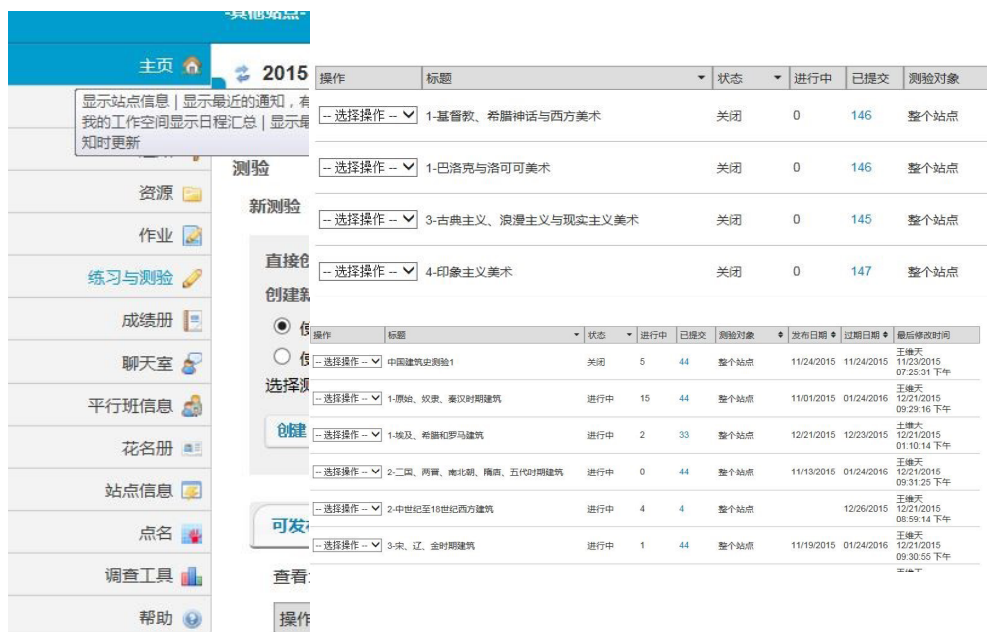 -其他站点-
主页
2015
显示站点信息 | 显示最近的通知，有
我的工作空间显示日程汇总 | 显示最
知时更新
测验
资源
新测验
作业
直接创
练习与测验
创建新
成绩册
聊天室
选择测
平行班信息
创建
花名册
站点信息
点名
可发布
调查工具
查看:
帮助
操作
操作 标题 状态 进行中 已提交 测验对象
-- 选择操作 -- 1-基督教、希腊神话与西方美术 关闭 0 146 整个站点
-- 选择操作 -- 1-巴洛克与洛可可美术 关闭 0 146 整个站点
-- 选择操作 -- 3-古典主义、浪漫主义与现实主义美术 关闭 0 145 整个站点
-- 选择操作 -- 4-印象主义美术 关闭 0 147 整个站点
操作 标题 状态 进行中 已提交 测验对象 发布日期 过期日期 最后修改时间
王维天
-- 选择操作 -- 中国建筑史测验1 关闭 5 44 整个站点 11/24/2015 11/24/2015 11/23/2015
07:25:31 下午
王维天
-- 选择操作 -- 1-原始、奴隶、秦汉时期建筑 进行中 15 44 整个站点 11/01/2015 01/24/2016 12/21/2015
09:29:16 下午
王维天
-- 选择操作 -- 1-埃及、希腊和罗马建筑 进行中 2 33 整个站点 12/21/2015 12/23/2015 12/21/2015
01:10:14 下午
王维天
-- 选择操作 -- 2-三国、两晋、南北朝、隋唐、五代时期建筑 进行中 0 44 整个站点 11/13/2015 01/24/2016 12/21/2015
09:31:25 下午
王维天
-- 选择操作 -- 2-中世纪至18世纪西方建筑 进行中 4 4 整个站点 12/26/2015 12/21/2015
08:59:14 下午
王维天
-- 选择操作 -- 3-宋、辽、金时期建筑 进行中 1 44 整个站点 11/19/2015 01/24/2016 12/21/2015
09:30:55 下午